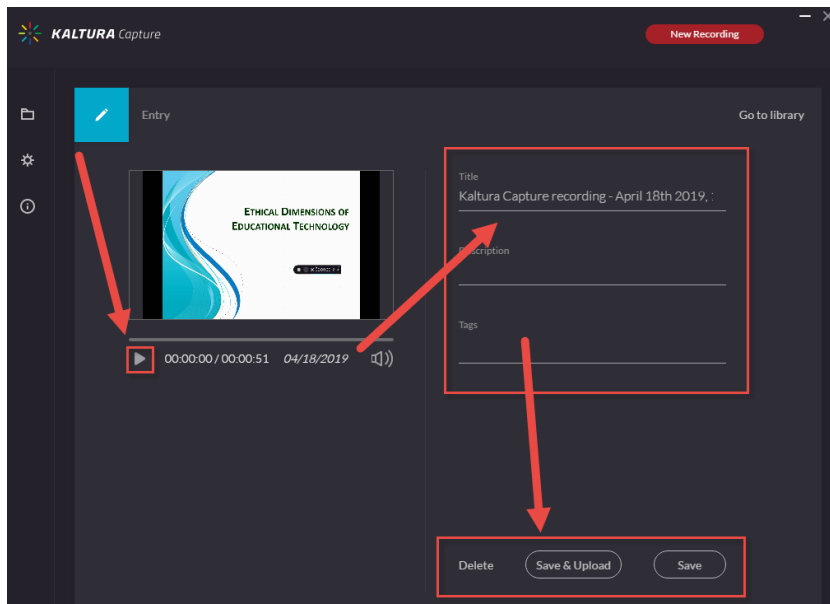 KALTURA Capture
New Recording
Entry
Go to library
ETHICAL DIMENSIONS OF
EDUCATIONAL TECHNOLOGY
00:00:00 / 00:00:51 04/18/2019
Title
Kaltura Capture recording - April 18th 2019,
Description
Tags
Delete
Save & Upload
Save